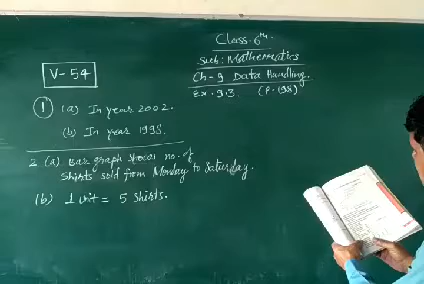 Class-6th.
Sub: Mathematics
Ch-9 Data Handling.
Ex. 9.3. (P.198)
V-54
1 (a) In year 2002.
(b) In year 1998.
2 (a) Bar graph shows no. of
shirts sold from Monday to Saturday.
(b) 1 unit = 5 shirts.